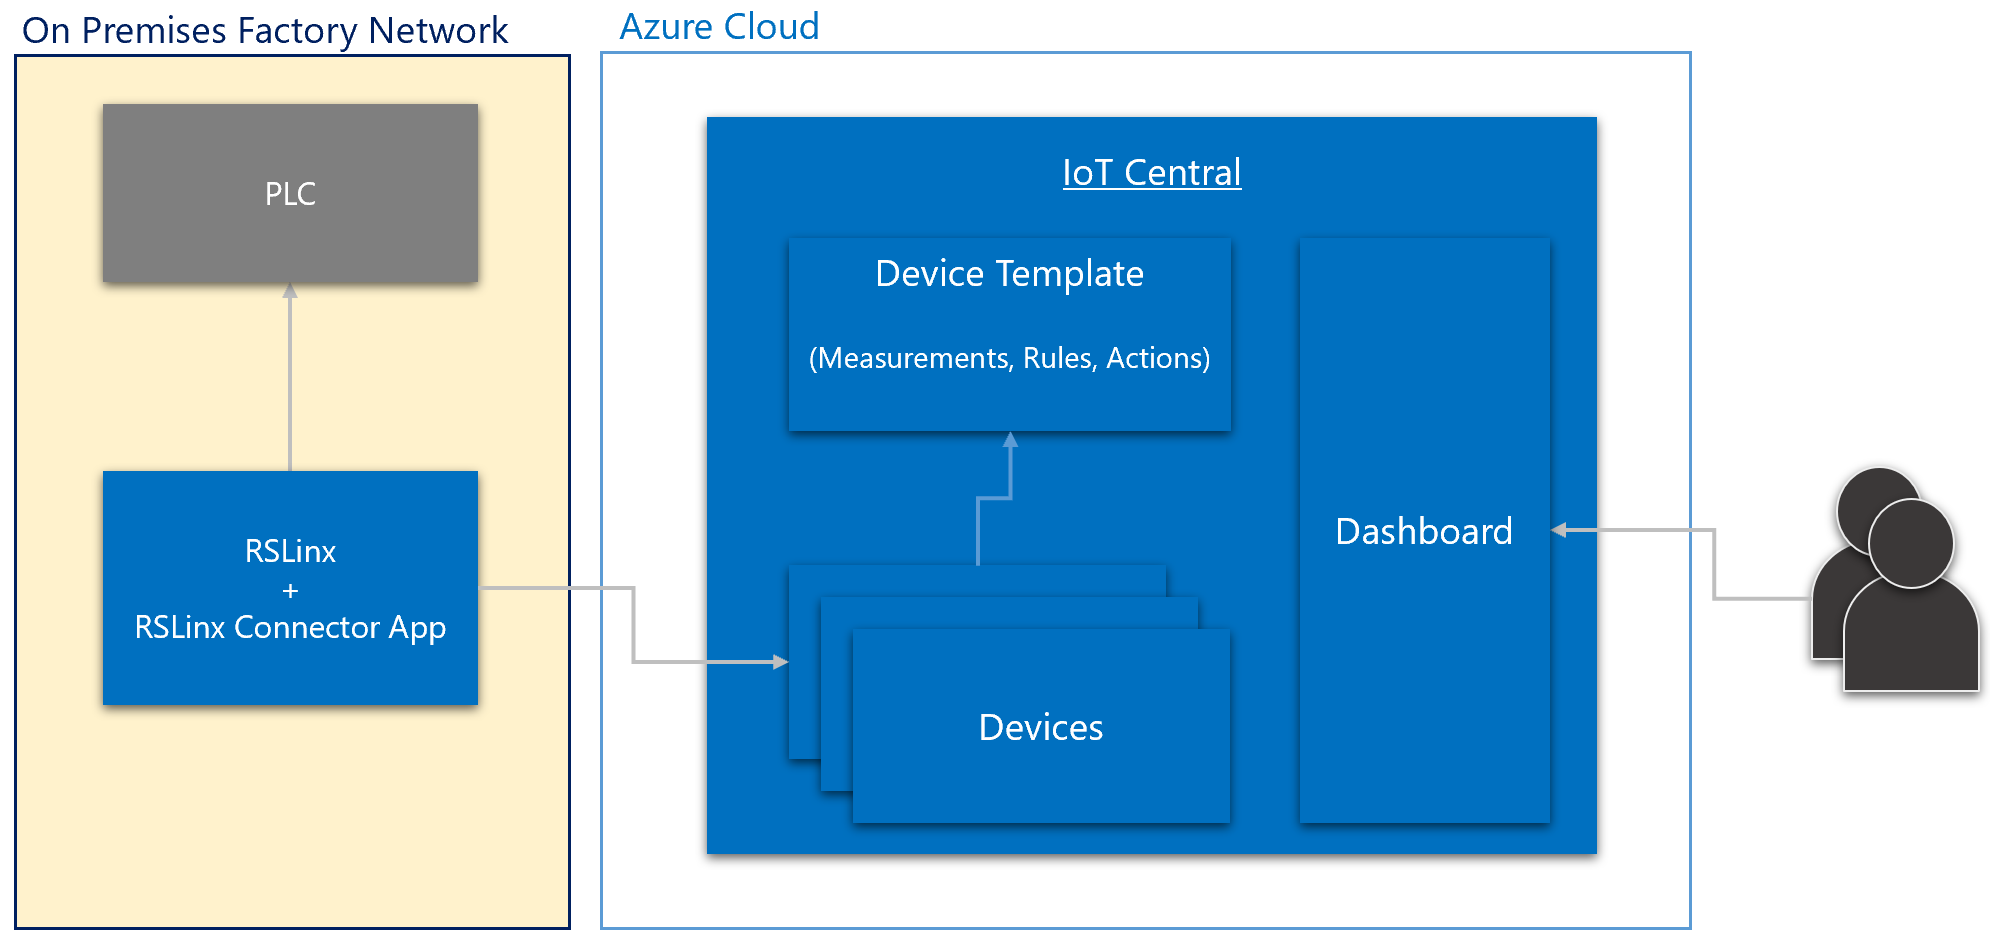 On Premises Factory Network
Azure Cloud
PLC
RSLinx
+
RSLinx Connector App
IoT Central
Device Template
(Measurements, Rules, Actions)
Devices
Dashboard